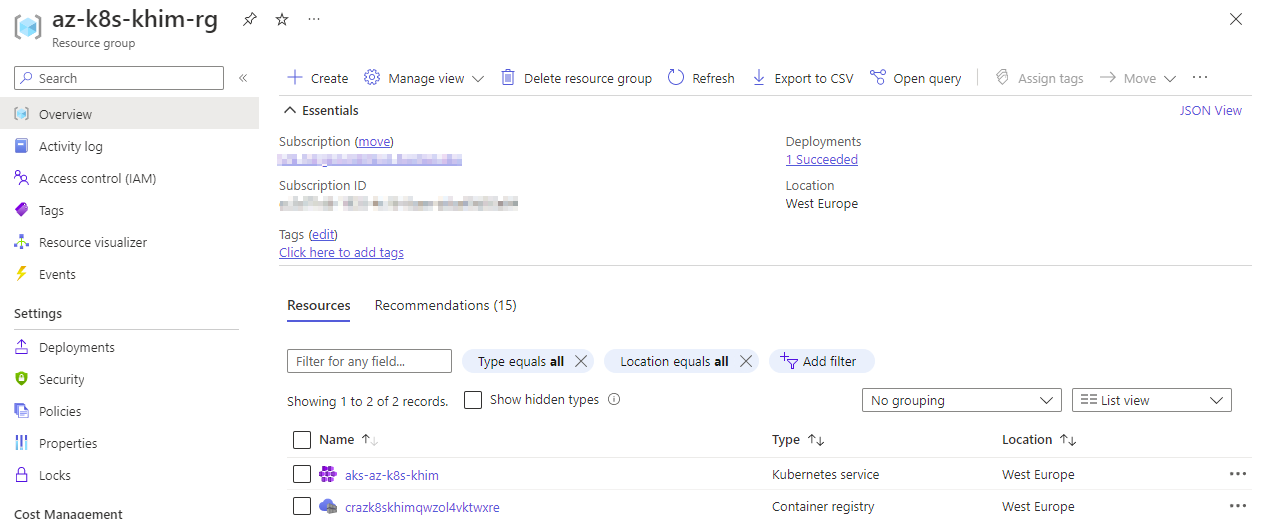 az-k8s-khim-rg
Resource group
Search
Overview
Activity log
Access control (IAM)
Tags
Resource visualizer
Events
Settings
Deployments
Security
Policies
Properties
Locks
Cost Management
Create Manage view Delete resource group Refresh Export to CSV Open query Assign tags Move
Essentials JSON View
Subscription (move) Deployments
1 Succeeded
Subscription ID Location
West Europe
Tags (edit)
Click here to add tags
Resources Recommendations (15)
Filter for any field... Type equals all Location equals all Add filter
Showing 1 to 2 of 2 records. Show hidden types No grouping List view
Name Type Location
aks-az-k8s-khim Kubernetes service West Europe
crazk8skhimqwzol4vktwxre Container registry West Europe